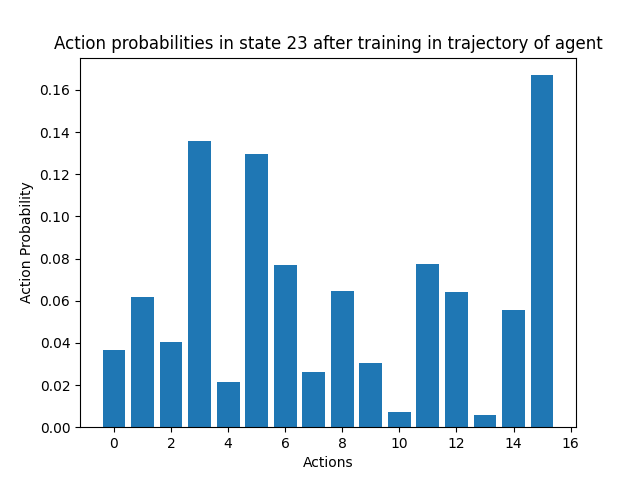 Action probabilities in state 23 after training in trajectory of agent
0.16
0.14
0.12
0.10
0.08
0.06
0.04
0.02
0.00
Action Probability
0 2 4 6 8 10 12 14 16
Actions